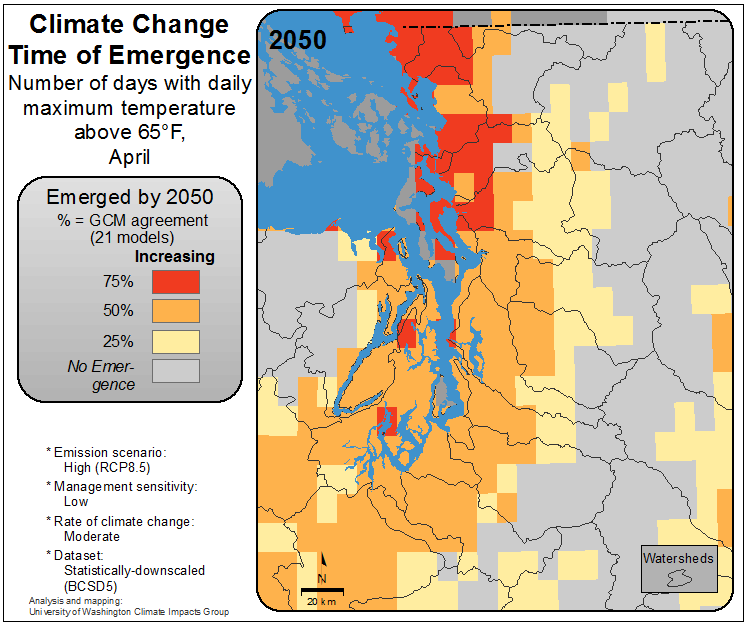 Climate Change
Time of Emergence
Number of days with daily
maximum temperature
above 65°F,
April
Emerged by 2050
% = GCM agreement
(21 models)
Increasing
75%
50%
25%
No Emer-
gence
* Emission scenario:
High (RCP8.5)
* Management sensitivity:
Low
* Rate of climate change:
Moderate
* Dataset:
Statistically-downscaled
(BCSD5)
Analysis and mapping:
University of Washington Climate Impacts Group
2050
N
20 km
Watersheds